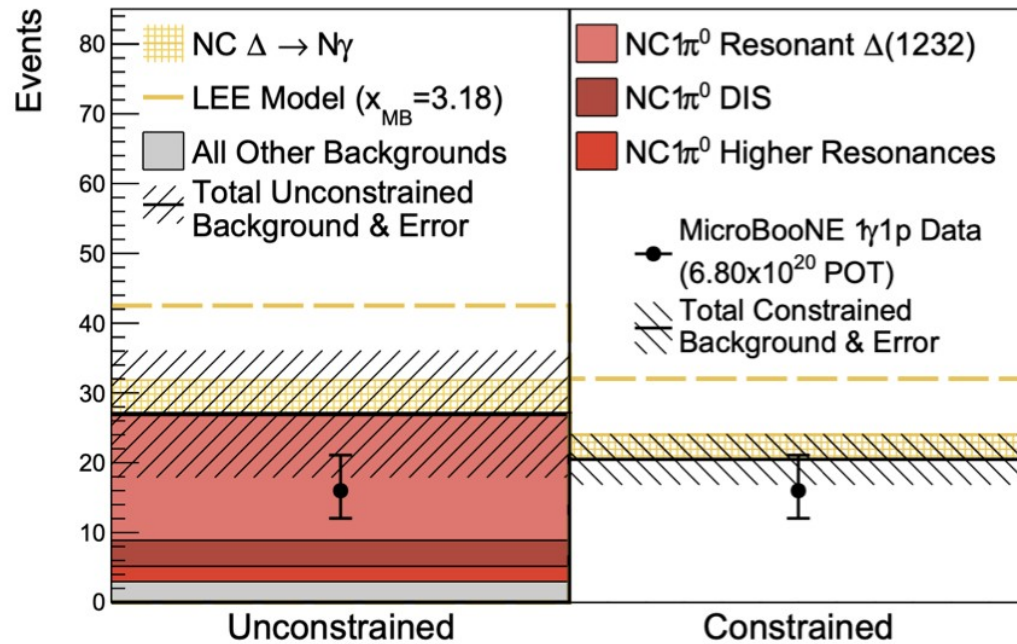 Events
80
70
60
50
40
30
20
10
0
NC Δ → Nγ
LEE Model (x_MB=3.18)
All Other Backgrounds
Total Unconstrained
Background & Error
NC1π⁰ Resonant Δ(1232)
NC1π⁰ DIS
NC1π⁰ Higher Resonances
MicroBooNE 1γ1p Data
(6.80x10²⁰ POT)
Total Constrained
Background & Error
Unconstrained
Constrained